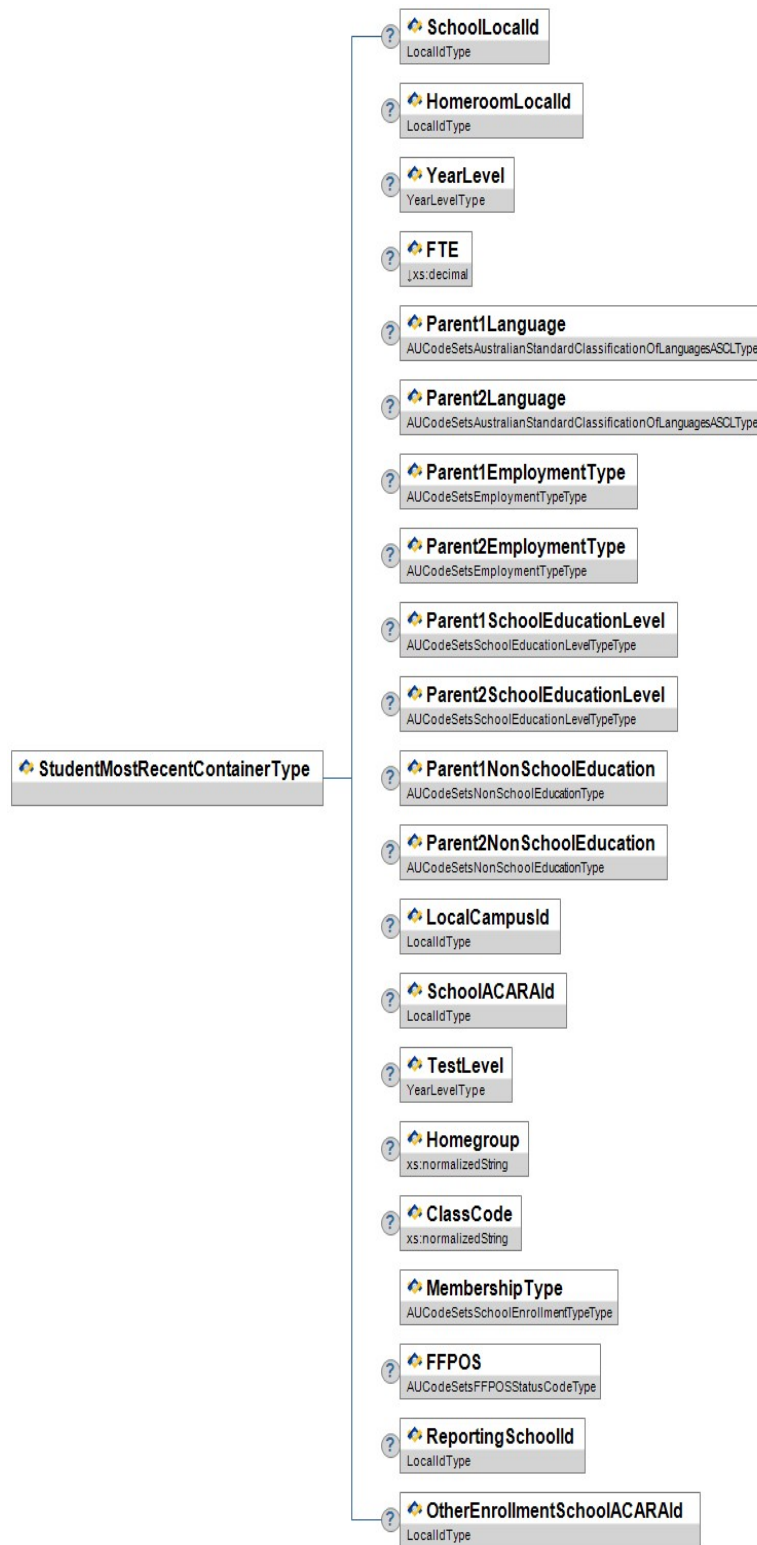 ?
SchoolLocalId
LocalIdType
?
HomeroomLocalId
LocalIdType
?
YearLevel
YearLevelType
?
FTE
↓xs:decimal
?
Parent1Language
AUCodeSetsAustralianStandardClassificationOfLanguagesASCLType
?
Parent2Language
AUCodeSetsAustralianStandardClassificationOfLanguagesASCLType
?
Parent1EmploymentType
AUCodeSetsEmploymentTypeType
?
Parent2EmploymentType
AUCodeSetsEmploymentTypeType
?
Parent1SchoolEducationLevel
AUCodeSetsSchoolEducationLevelTypeType
?
Parent2SchoolEducationLevel
AUCodeSetsSchoolEducationLevelTypeType
StudentMostRecentContainerType
?
Parent1NonSchoolEducation
AUCodeSetsNonSchoolEducationType
?
Parent2NonSchoolEducation
AUCodeSetsNonSchoolEducationType
?
LocalCampusId
LocalIdType
?
SchoolACARAId
LocalIdType
?
TestLevel
YearLevelType
?
Homegroup
xs:normalizedString
?
ClassCode
xs:normalizedString
MembershipType
AUCodeSetsSchoolEnrollmentTypeType
?
FFPOS
AUCodeSetsFFPOSStatusCodeType
?
ReportingSchoolId
LocalIdType
?
OtherEnrollmentSchoolACARAId
LocalIdType